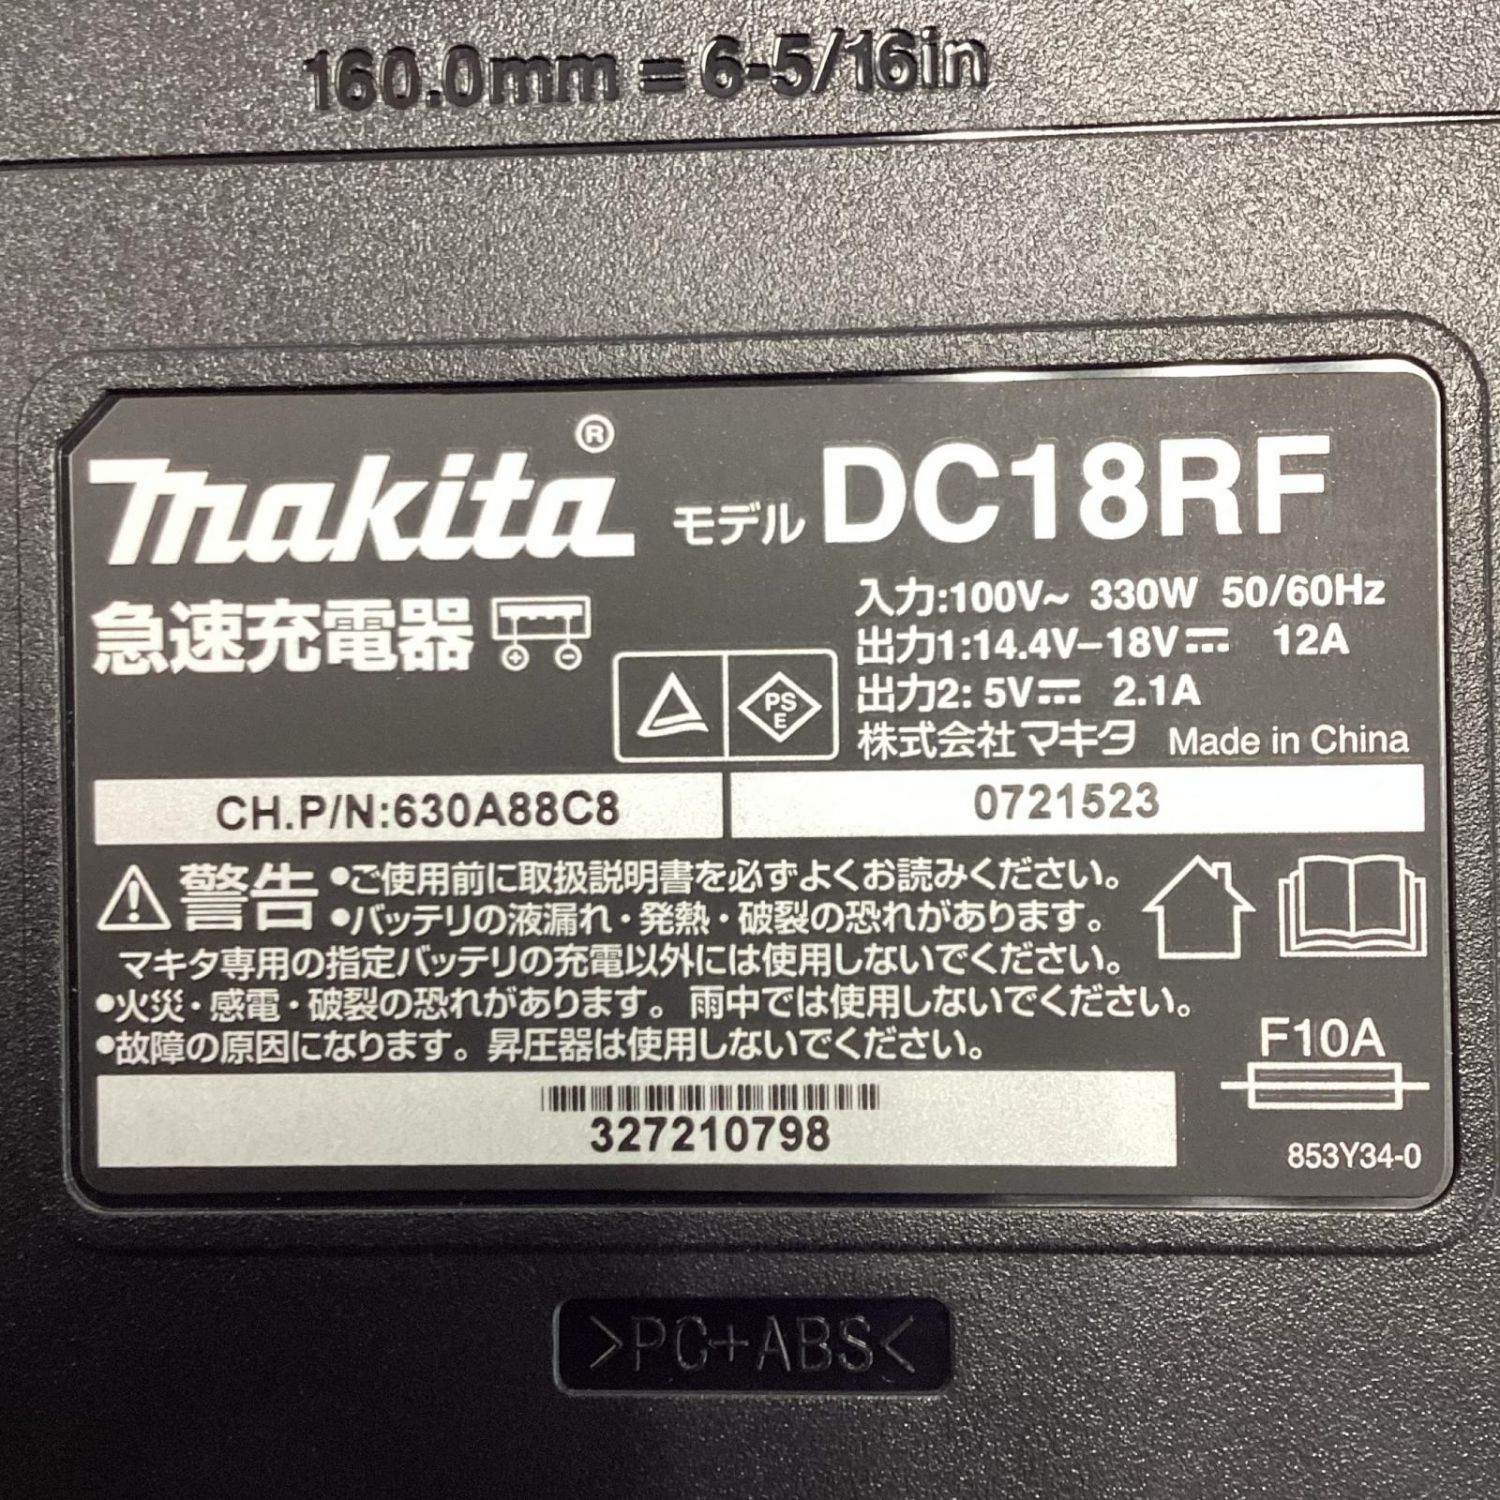 160.0mm = 6-5/16in
makita®
モデル DC18RF
急速充電器
入力:100V~ 330W 50/60Hz
出力1:14.4V–18V⎓ 12A
出力2: 5V⎓ 2.1A
株式会社マキタ Made in China
PS
E
CH.P/N:630A88C8
0721523
警告
●ご使用前に取扱説明書を必ずよくお読みください。
●バッテリの液漏れ・発熱・破裂の恐れがあります。
マキタ専用の指定バッテリの充電以外には使用しないでください。
●火災・感電・破裂の恐れがあります。雨中では使用しないでください。
●故障の原因になります。昇圧器は使用しないでください。
F10A
327210798
853Y34-0
>PC+ABS<